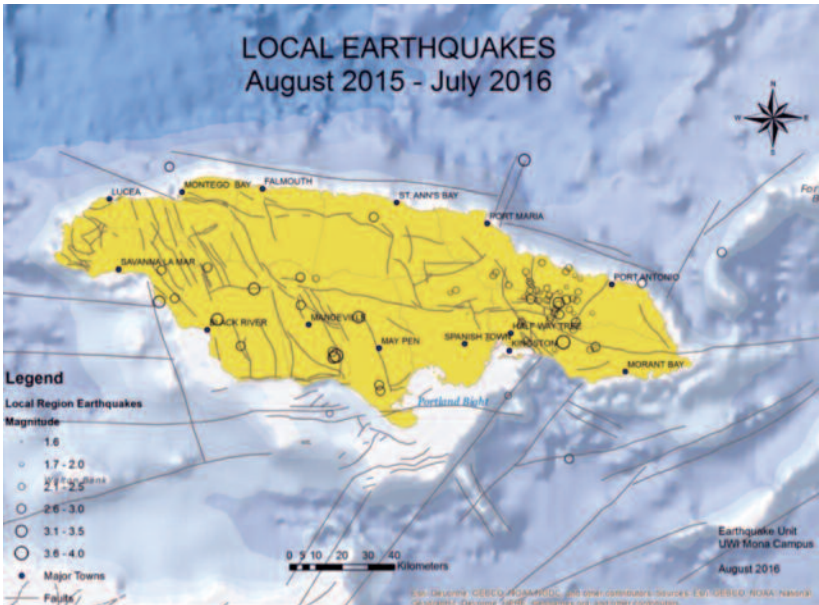 LOCAL EARTHQUAKES
August 2015 - July 2016
N
W
E
S
LUCEA
MONTEGO BAY
FALMOUTH
ST. ANN'S BAY
PORT MARIA
SAVANNA LA MAR
PORT ANTONIO
BLACK RIVER
MANDEVILLE
MAY PEN
SPANISH TOWN
HALF WAY TREE
KINGSTON
MORANT BAY
Portland Bight
Legend
Local Region Earthquakes
Magnitude
1.6
1.7 - 2.0
2.1 - 2.5
2.6 - 3.0
3.1 - 3.5
3.6 - 4.0
Major Towns
Faults
0 5 10 20 30 40
Kilometers
Earthquake Unit
UWI Mona Campus
August 2016